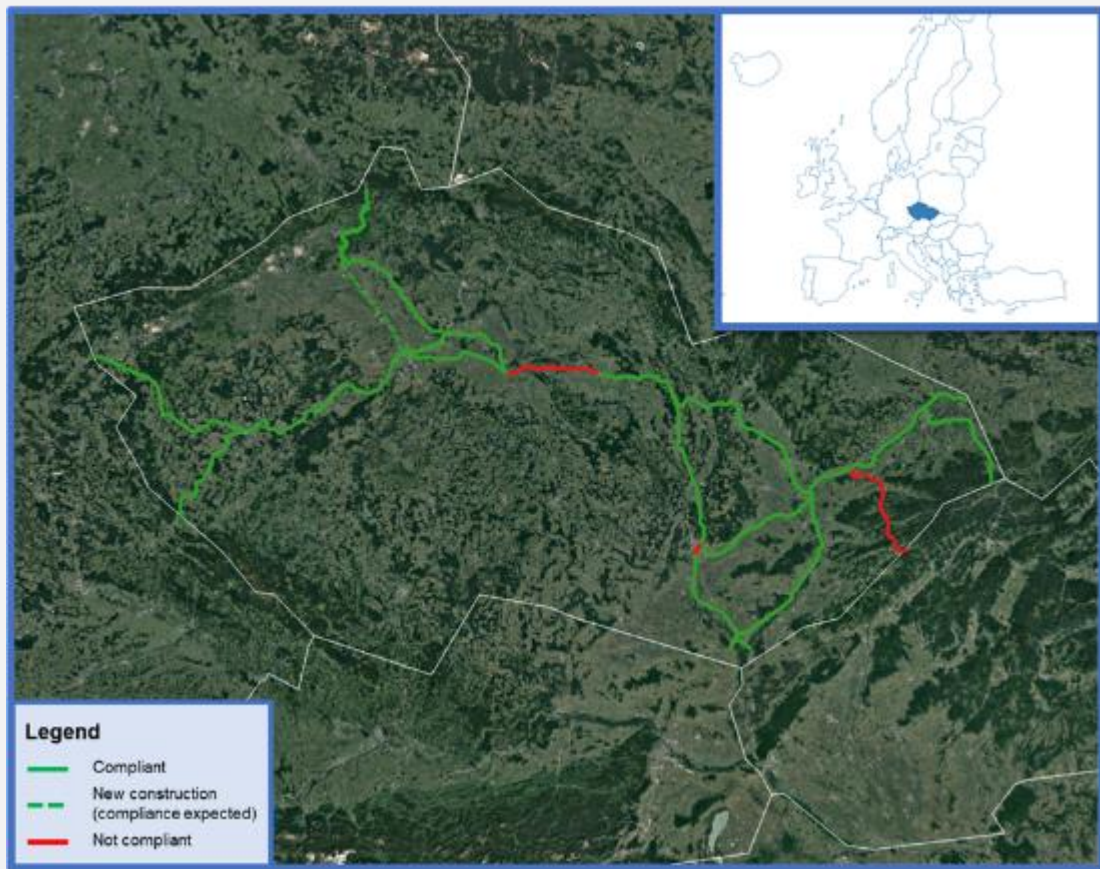 Legend
Compliant
New construction
(compliance expected)
Not compliant